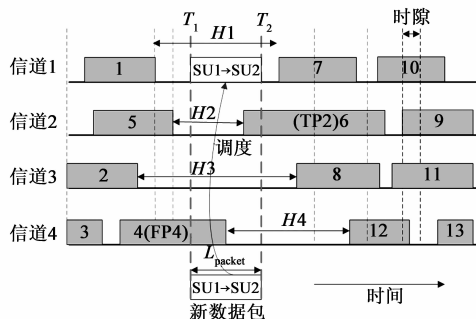 T1 T2 时隙
H1
信道1 1 SU1→SU2 7 10
信道2 5 H2 (TP2)6 9
调度
信道3 2 H3 8 11
信道4 3 4(FP4) H4 12 13
Lpacket
SU1→SU2
新数据包 时间